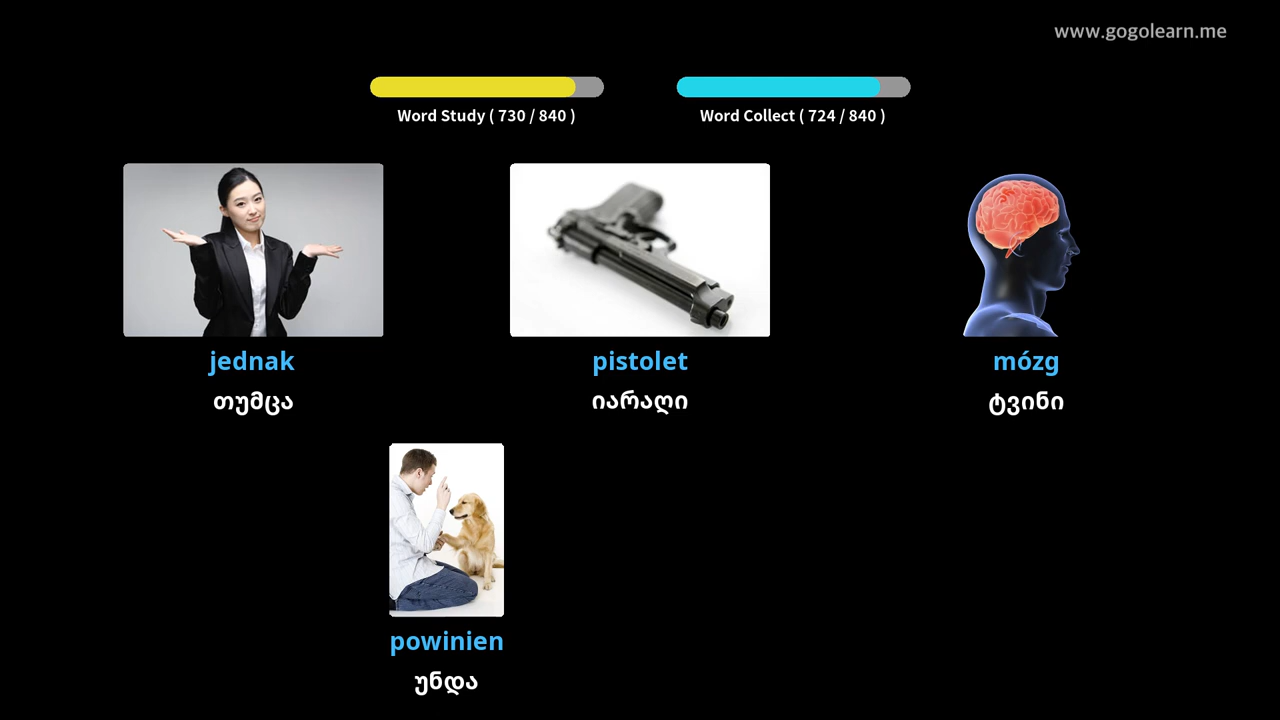 www.gogolearn.me
Word Study ( 730 / 840 )
Word Collect ( 724 / 840 )
jednak
თუმცა
pistolet
იარაღი
mózg
ტვინი
powinien
უნდა